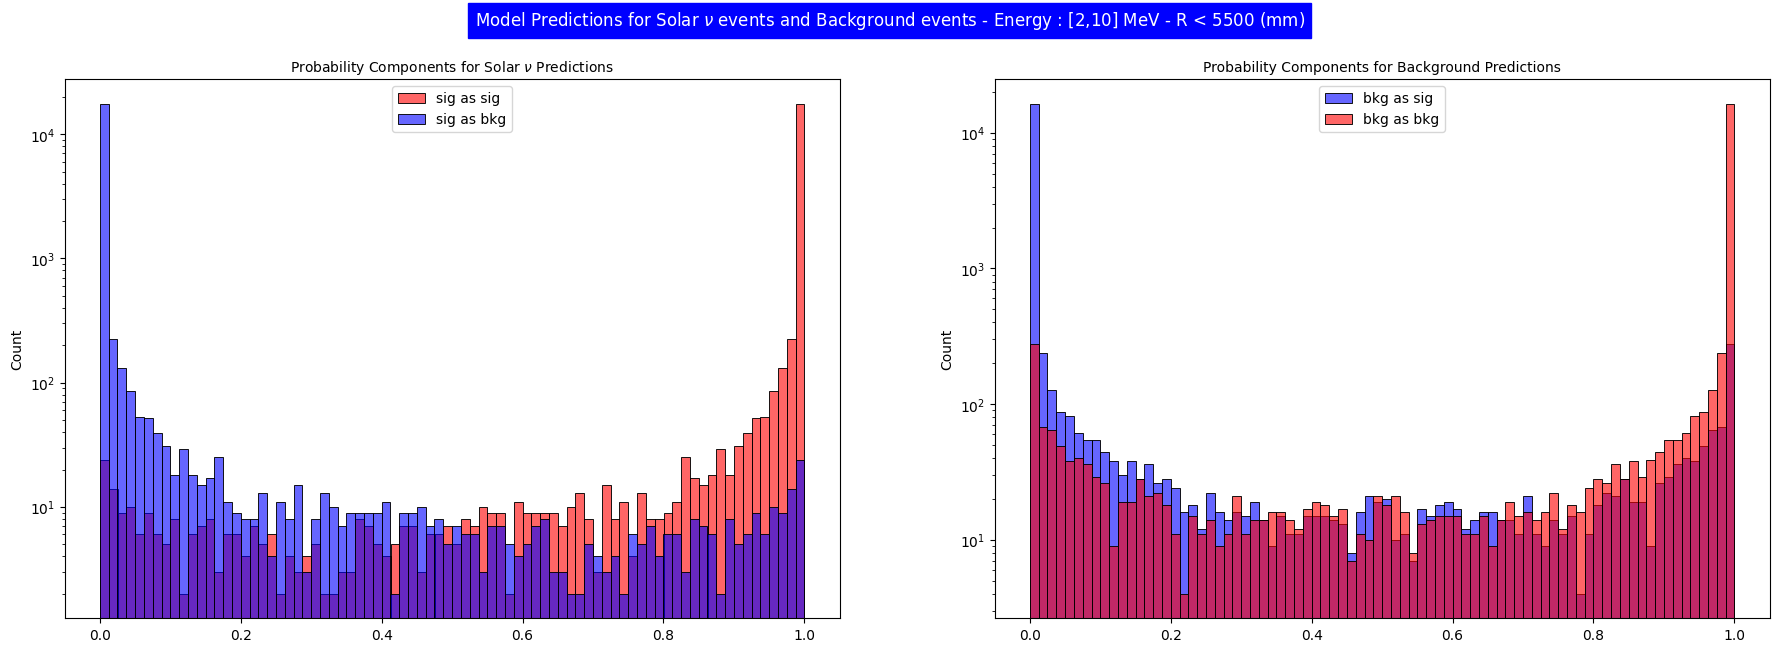 Model Predictions for Solar ν events and Background events - Energy : [2,10] MeV - R < 5500 (mm)
Probability Components for Solar ν Predictions
sig as sig
sig as bkg
10⁴
10³
10²
10¹
Count
0.0 0.2 0.4 0.6 0.8 1.0
Probability Components for Background Predictions
bkg as sig
bkg as bkg
10⁴
10³
10²
10¹
Count
0.0 0.2 0.4 0.6 0.8 1.0